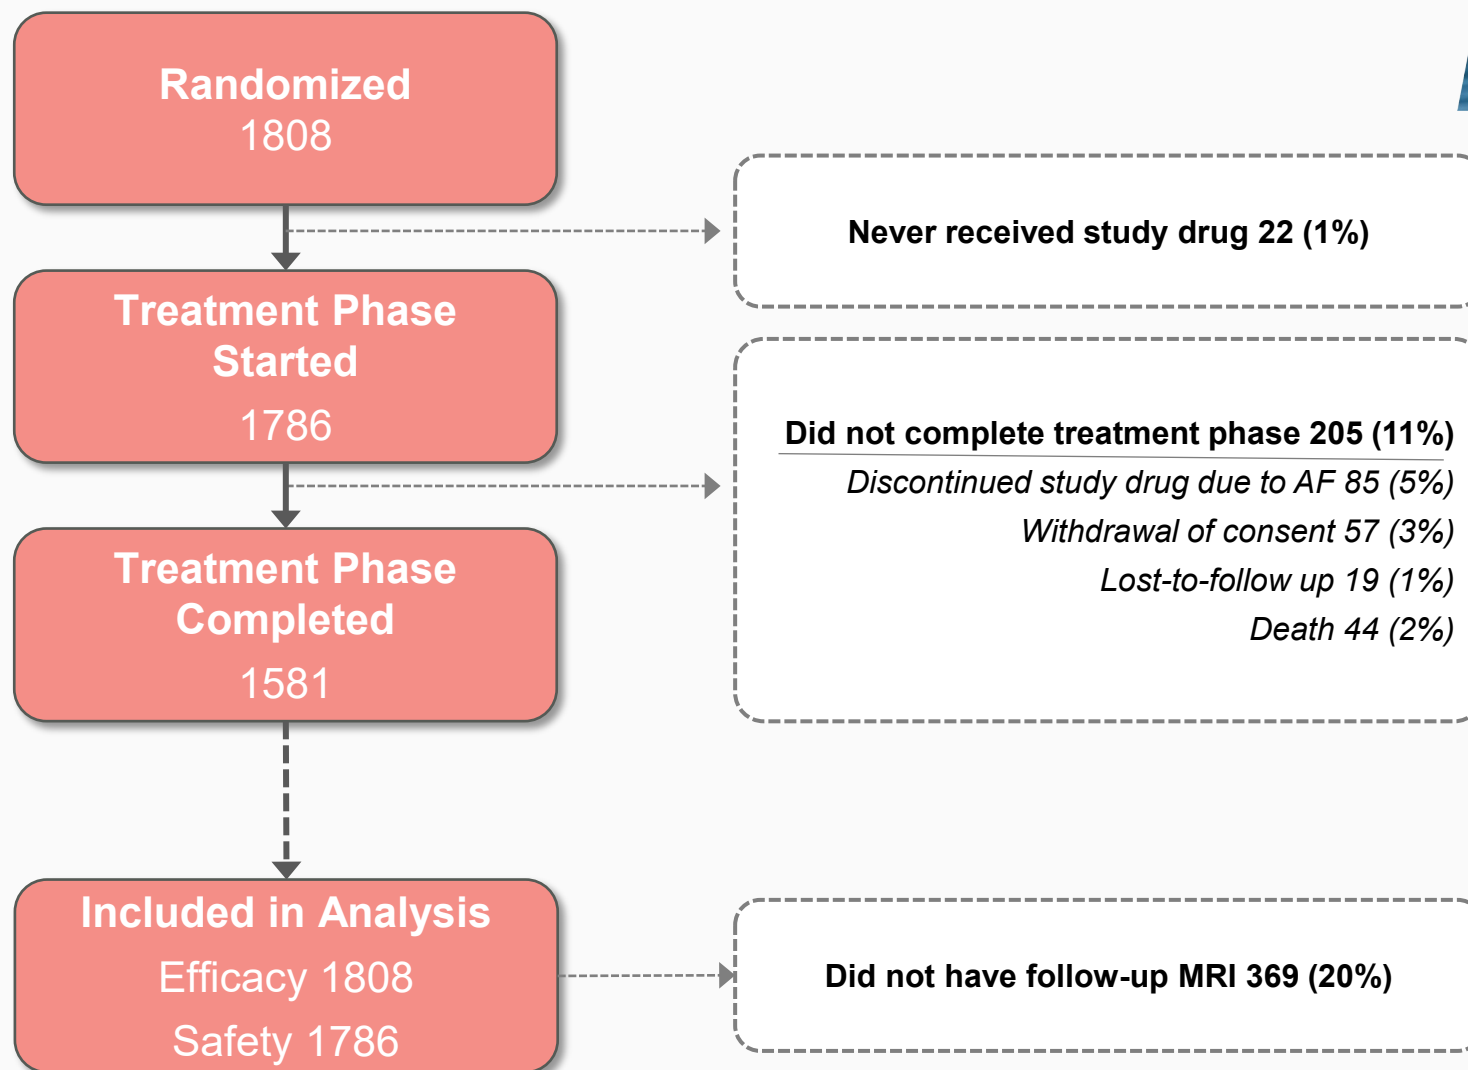 Randomized
1808
Never received study drug 22 (1%)
Treatment Phase
Started
1786
Did not complete treatment phase 205 (11%)
Discontinued study drug due to AF 85 (5%)
Withdrawal of consent 57 (3%)
Lost-to-follow up 19 (1%)
Death 44 (2%)
Treatment Phase
Completed
1581
Included in Analysis
Efficacy 1808
Safety 1786
Did not have follow-up MRI 369 (20%)